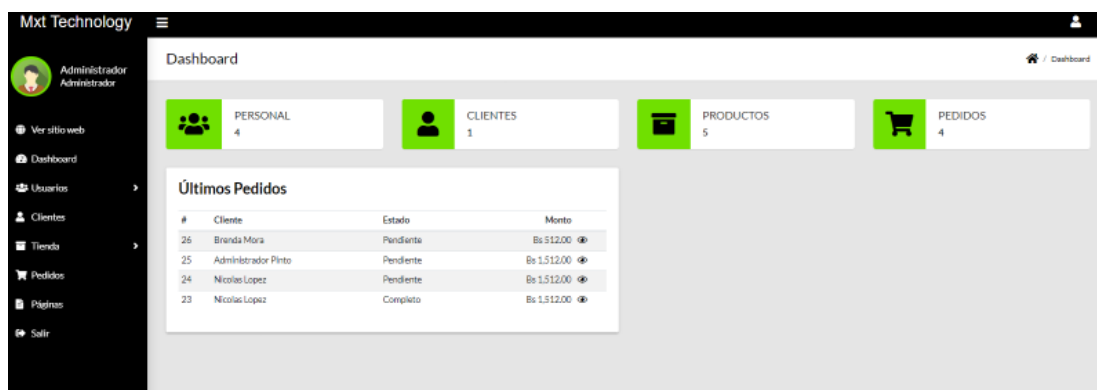 Mxt Technology
Administrador
Administrador
Ver sitio web
Dashboard
Usuarios
Clientes
Tienda
Pedidos
Páginas
Salir
Dashboard
/ Dashboard
PERSONAL
4
CLIENTES
1
PRODUCTOS
5
PEDIDOS
4
Últimos Pedidos
# Cliente Estado Monto
26 Brenda Mora Pendiente Bs 512.00
25 Administrador Pinto Pendiente Bs 1,512.00
24 Nicolas Lopez Pendiente Bs 1,512.00
23 Nicolas Lopez Completo Bs 1,512.00